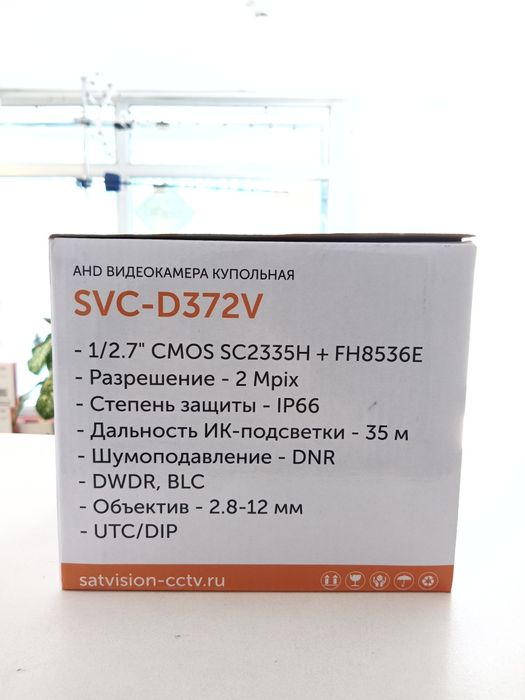 AHD ВИДЕОКАМЕРА КУПОЛЬНАЯ
SVC-D372V
- 1/2.7" CMOS SC2335H + FH8536E
- Разрешение - 2 Mpix
- Степень защиты - IP66
- Дальность ИК-подсветки - 35 м
- Шумоподавление - DNR
- DWDR, BLC
- Объектив - 2.8-12 мм
- UTC/DIP
satvision-cctv.ru